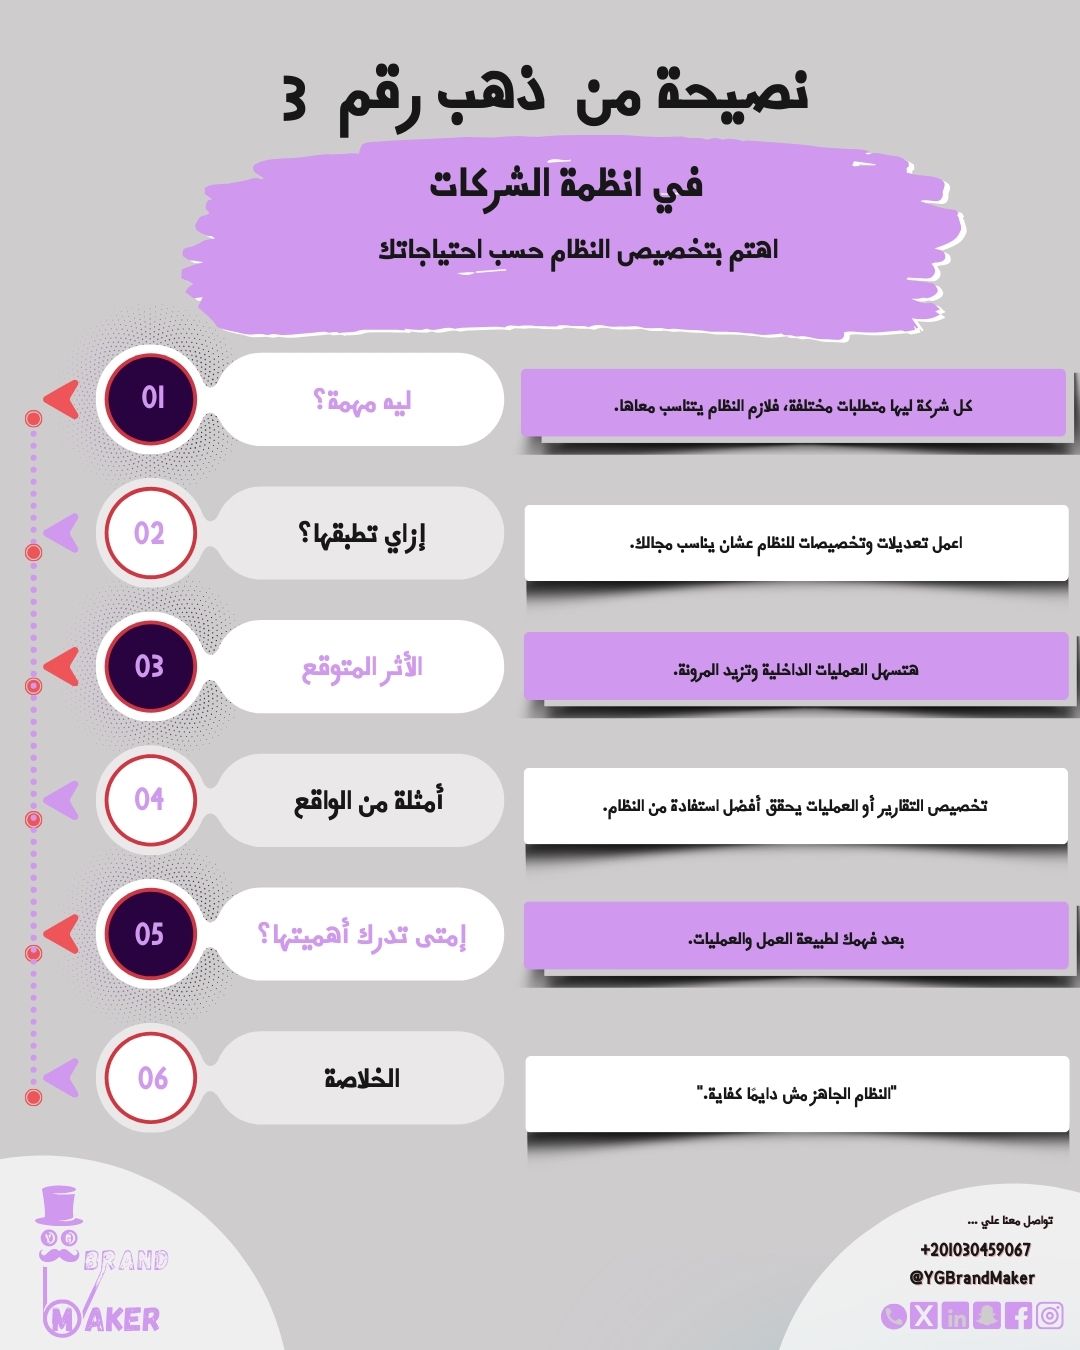 نصيحة من ذهب رقم 3
في انظمة الشركات
اهتم بتخصيص النظام حسب احتياجاتك
01
ليه مهمة؟
كل شركة ليها متطلبات مختلفة، فلازم النظام يتناسب معاها.
02
إزاي تطبقها؟
اعمل تعديلات وتخصيصات للنظام عشان يناسب مجالك.
03
الأثر المتوقع
هتسهل العمليات الداخلية وتزيد المرونة.
04
أمثلة من الواقع
تخصيص التقارير أو العمليات يحقق أفضل استفادة من النظام.
05
إمتى تدرك أهميتها؟
بعد فهمك لطبيعة العمل والعمليات.
06
الخلاصة
"النظام الجاهز مش دايمًا كفاية."
تواصل معنا علي ...
+201030459067
@YGBrandMaker
BRAND
MAKER